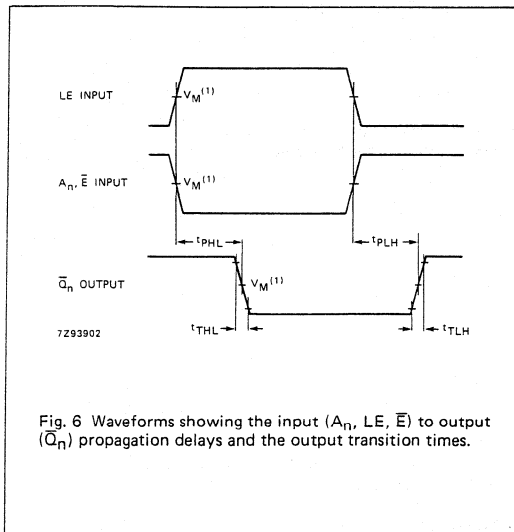 LE INPUT
V_M (1)
A_n, E̅ INPUT
V_M (1)
t_PHL
t_PLH
Q̅_n OUTPUT
V_M (1)
7Z93902
t_THL
t_TLH
Fig. 6 Waveforms showing the input (A_n, LE, E̅) to output
(Q̅_n) propagation delays and the output transition times.